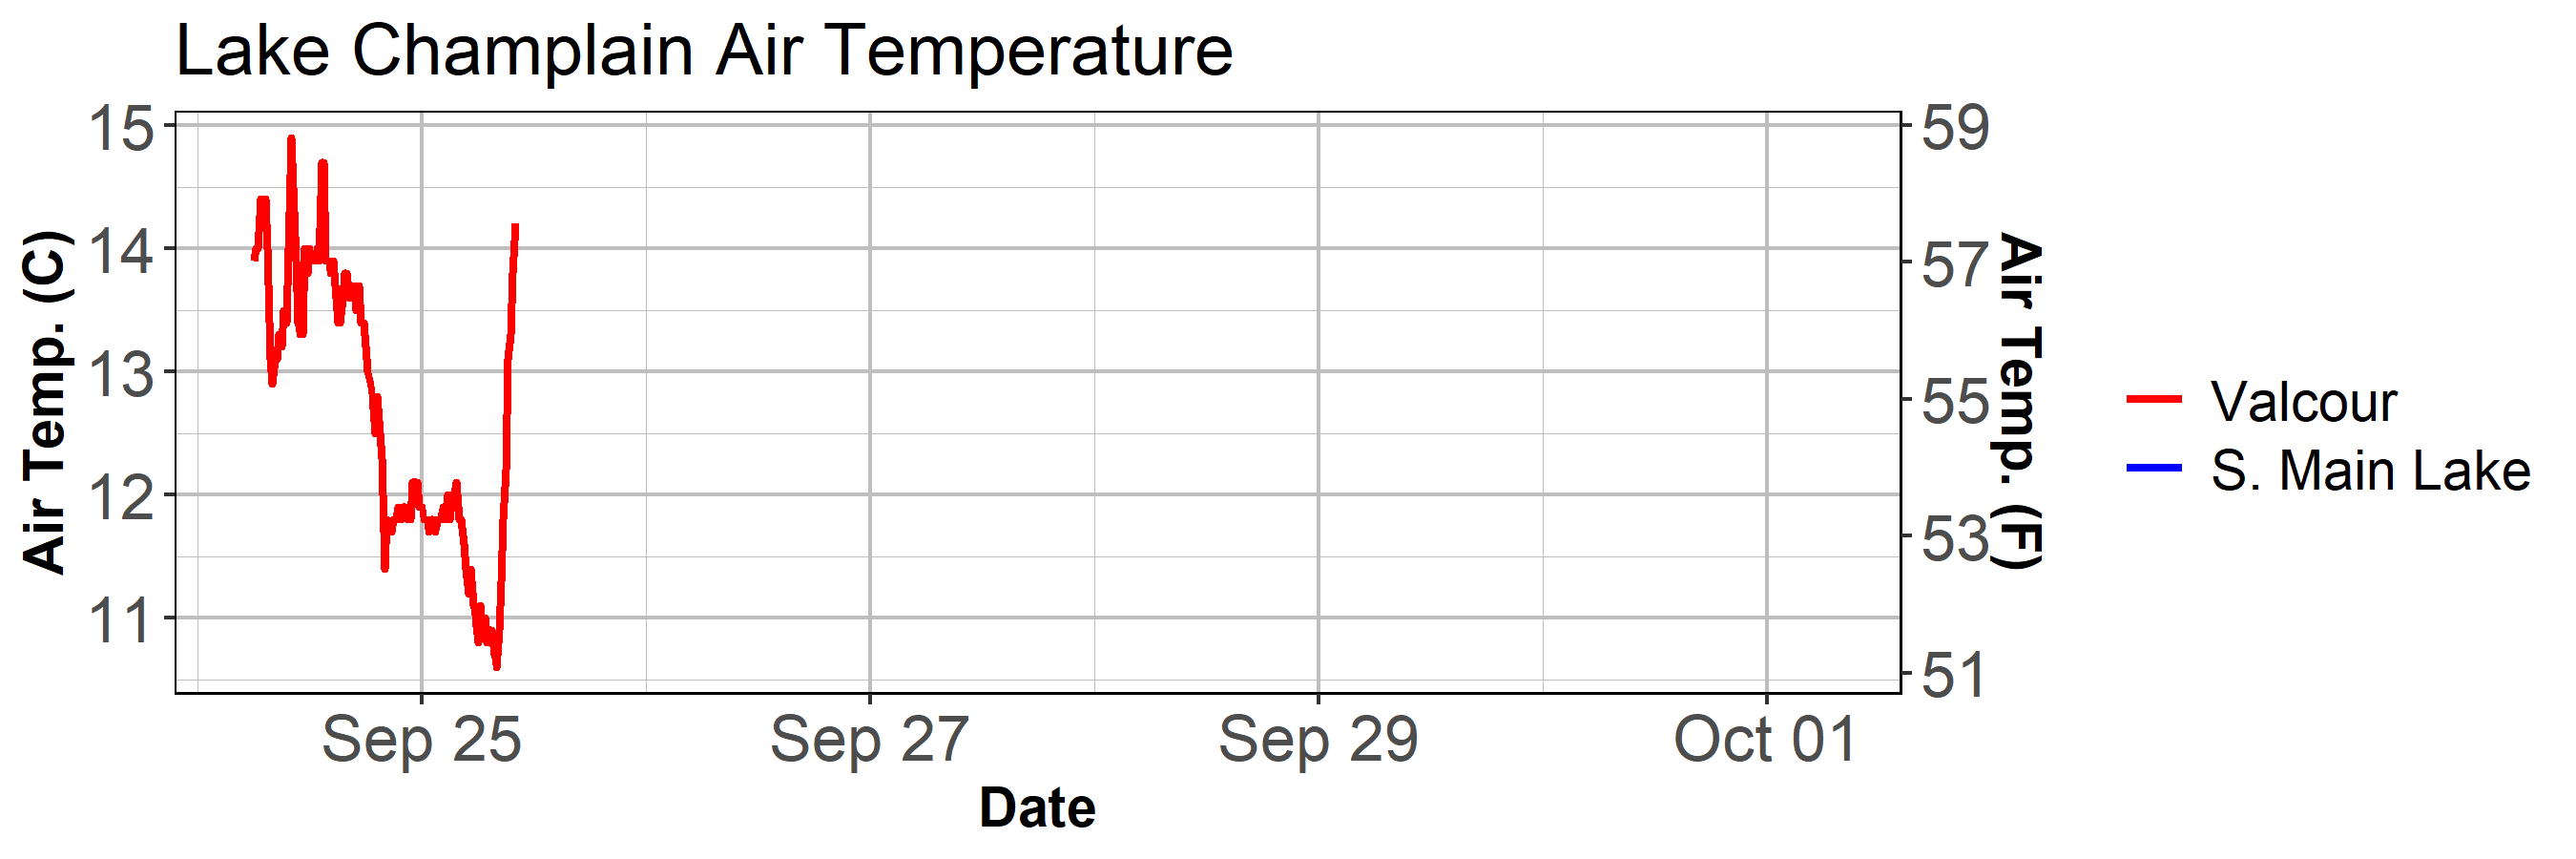 Lake Champlain Air Temperature
Air Temp. (C)
15
14
13
12
11
59
57
55
53
51
Air Temp. (F)
Sep 25
Sep 27
Sep 29
Oct 01
Date
Valcour
S. Main Lake